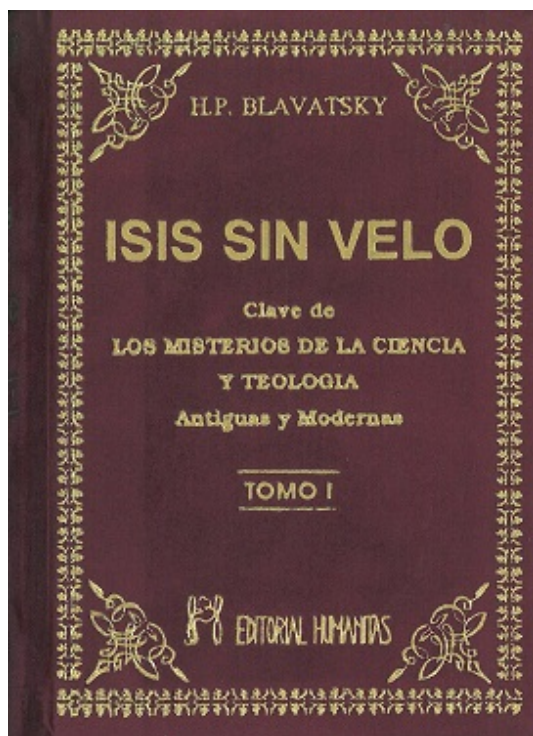 H.P. BLAVATSKY
ISIS SIN VELO
Clave de
LOS MISTERIOS DE LA CIENCIA
Y TEOLOGIA
Antiguas y Modernas
TOMO I
EDITORIAL HUMANITAS